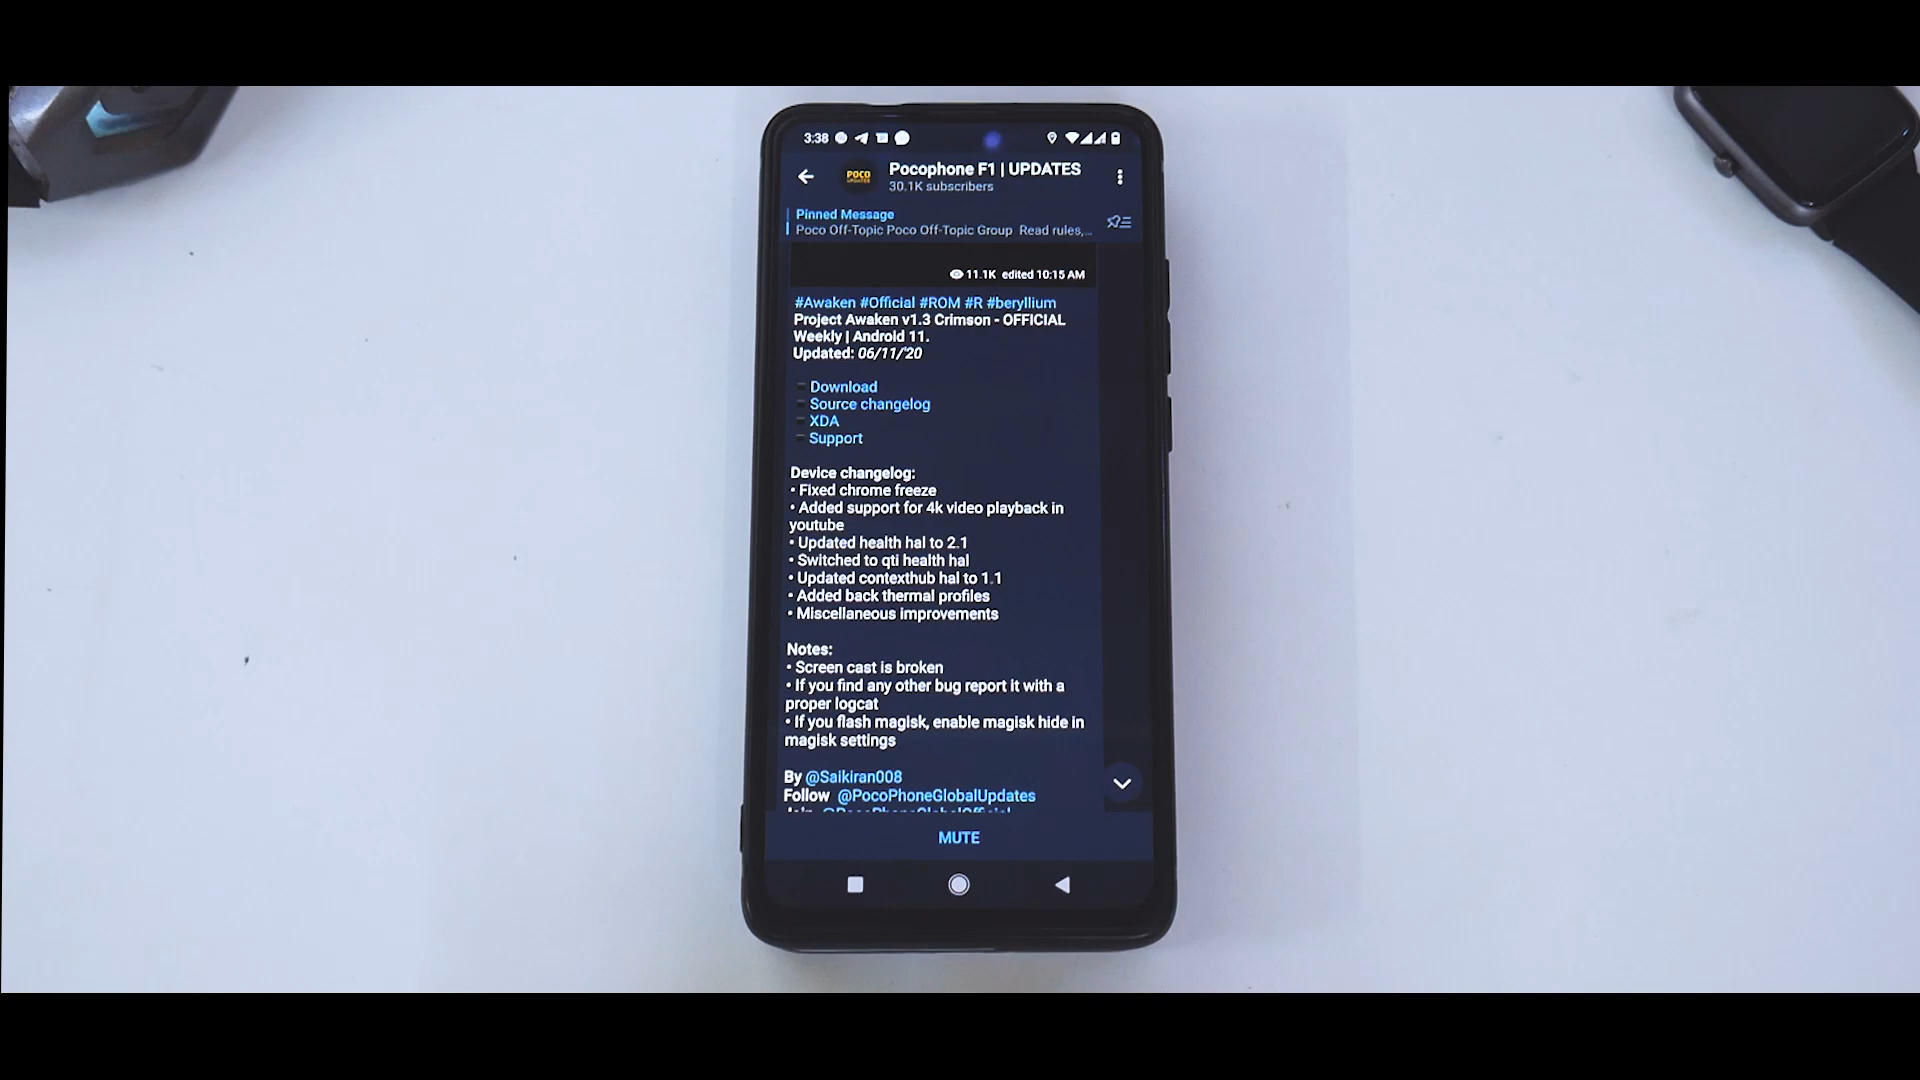 3:38
Pocophone F1 | UPDATES
POCO
UPDATES
30.1K subscribers
Pinned Message
Poco Off-Topic Poco Off-Topic Group Read rules,...
11.1K edited 10:15 AM
#Awaken #Official #ROM #R #beryllium
Project Awaken v1.3 Crimson - OFFICIAL
Weekly | Android 11.
Updated: 06/11/'20
Download
Source changelog
XDA
Support
Device changelog:
• Fixed chrome freeze
• Added support for 4k video playback in
youtube
• Updated health hal to 2.1
• Switched to qti health hal
• Updated contexthub hal to 1.1
• Added back thermal profiles
• Miscellaneous improvements
Notes:
• Screen cast is broken
• If you find any other bug report it with a
proper logcat
• If you flash magisk, enable magisk hide in
magisk settings
By @Saikiran008
Follow @PocoPhoneGlobalUpdates
Join @PocoPhoneGlobalOfficial
MUTE